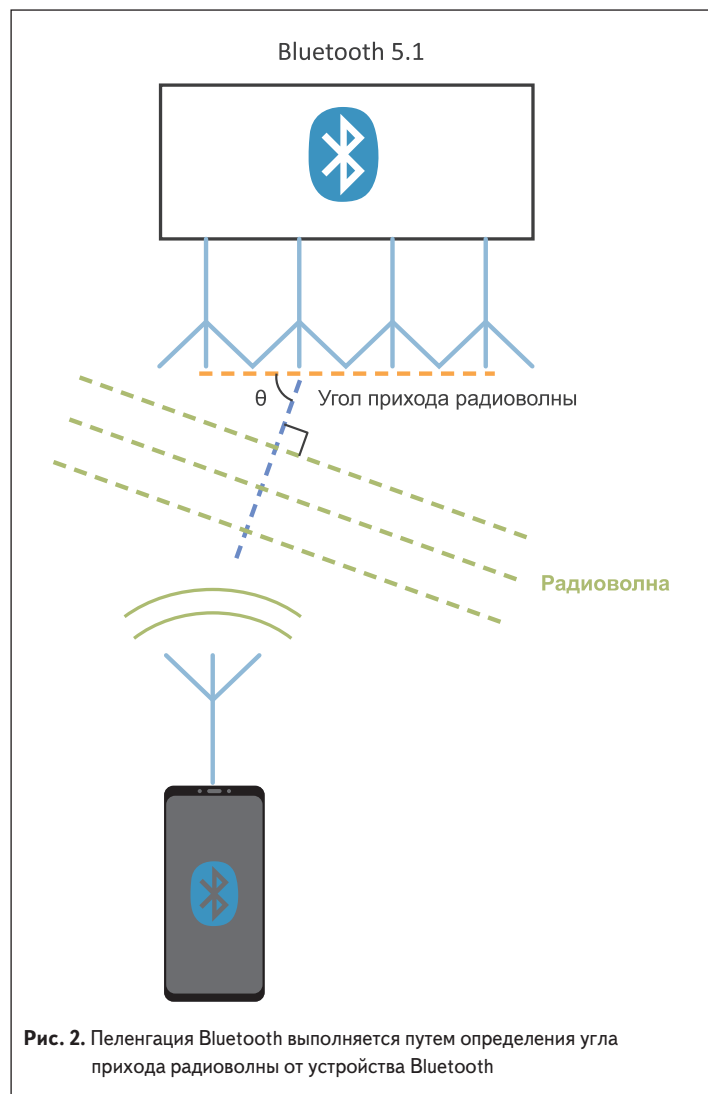 Bluetooth 5.1
θ
Угол прихода радиоволны
Радиоволна
Рис. 2. Пеленгация Bluetooth выполняется путем определения угла
прихода радиоволны от устройства Bluetooth